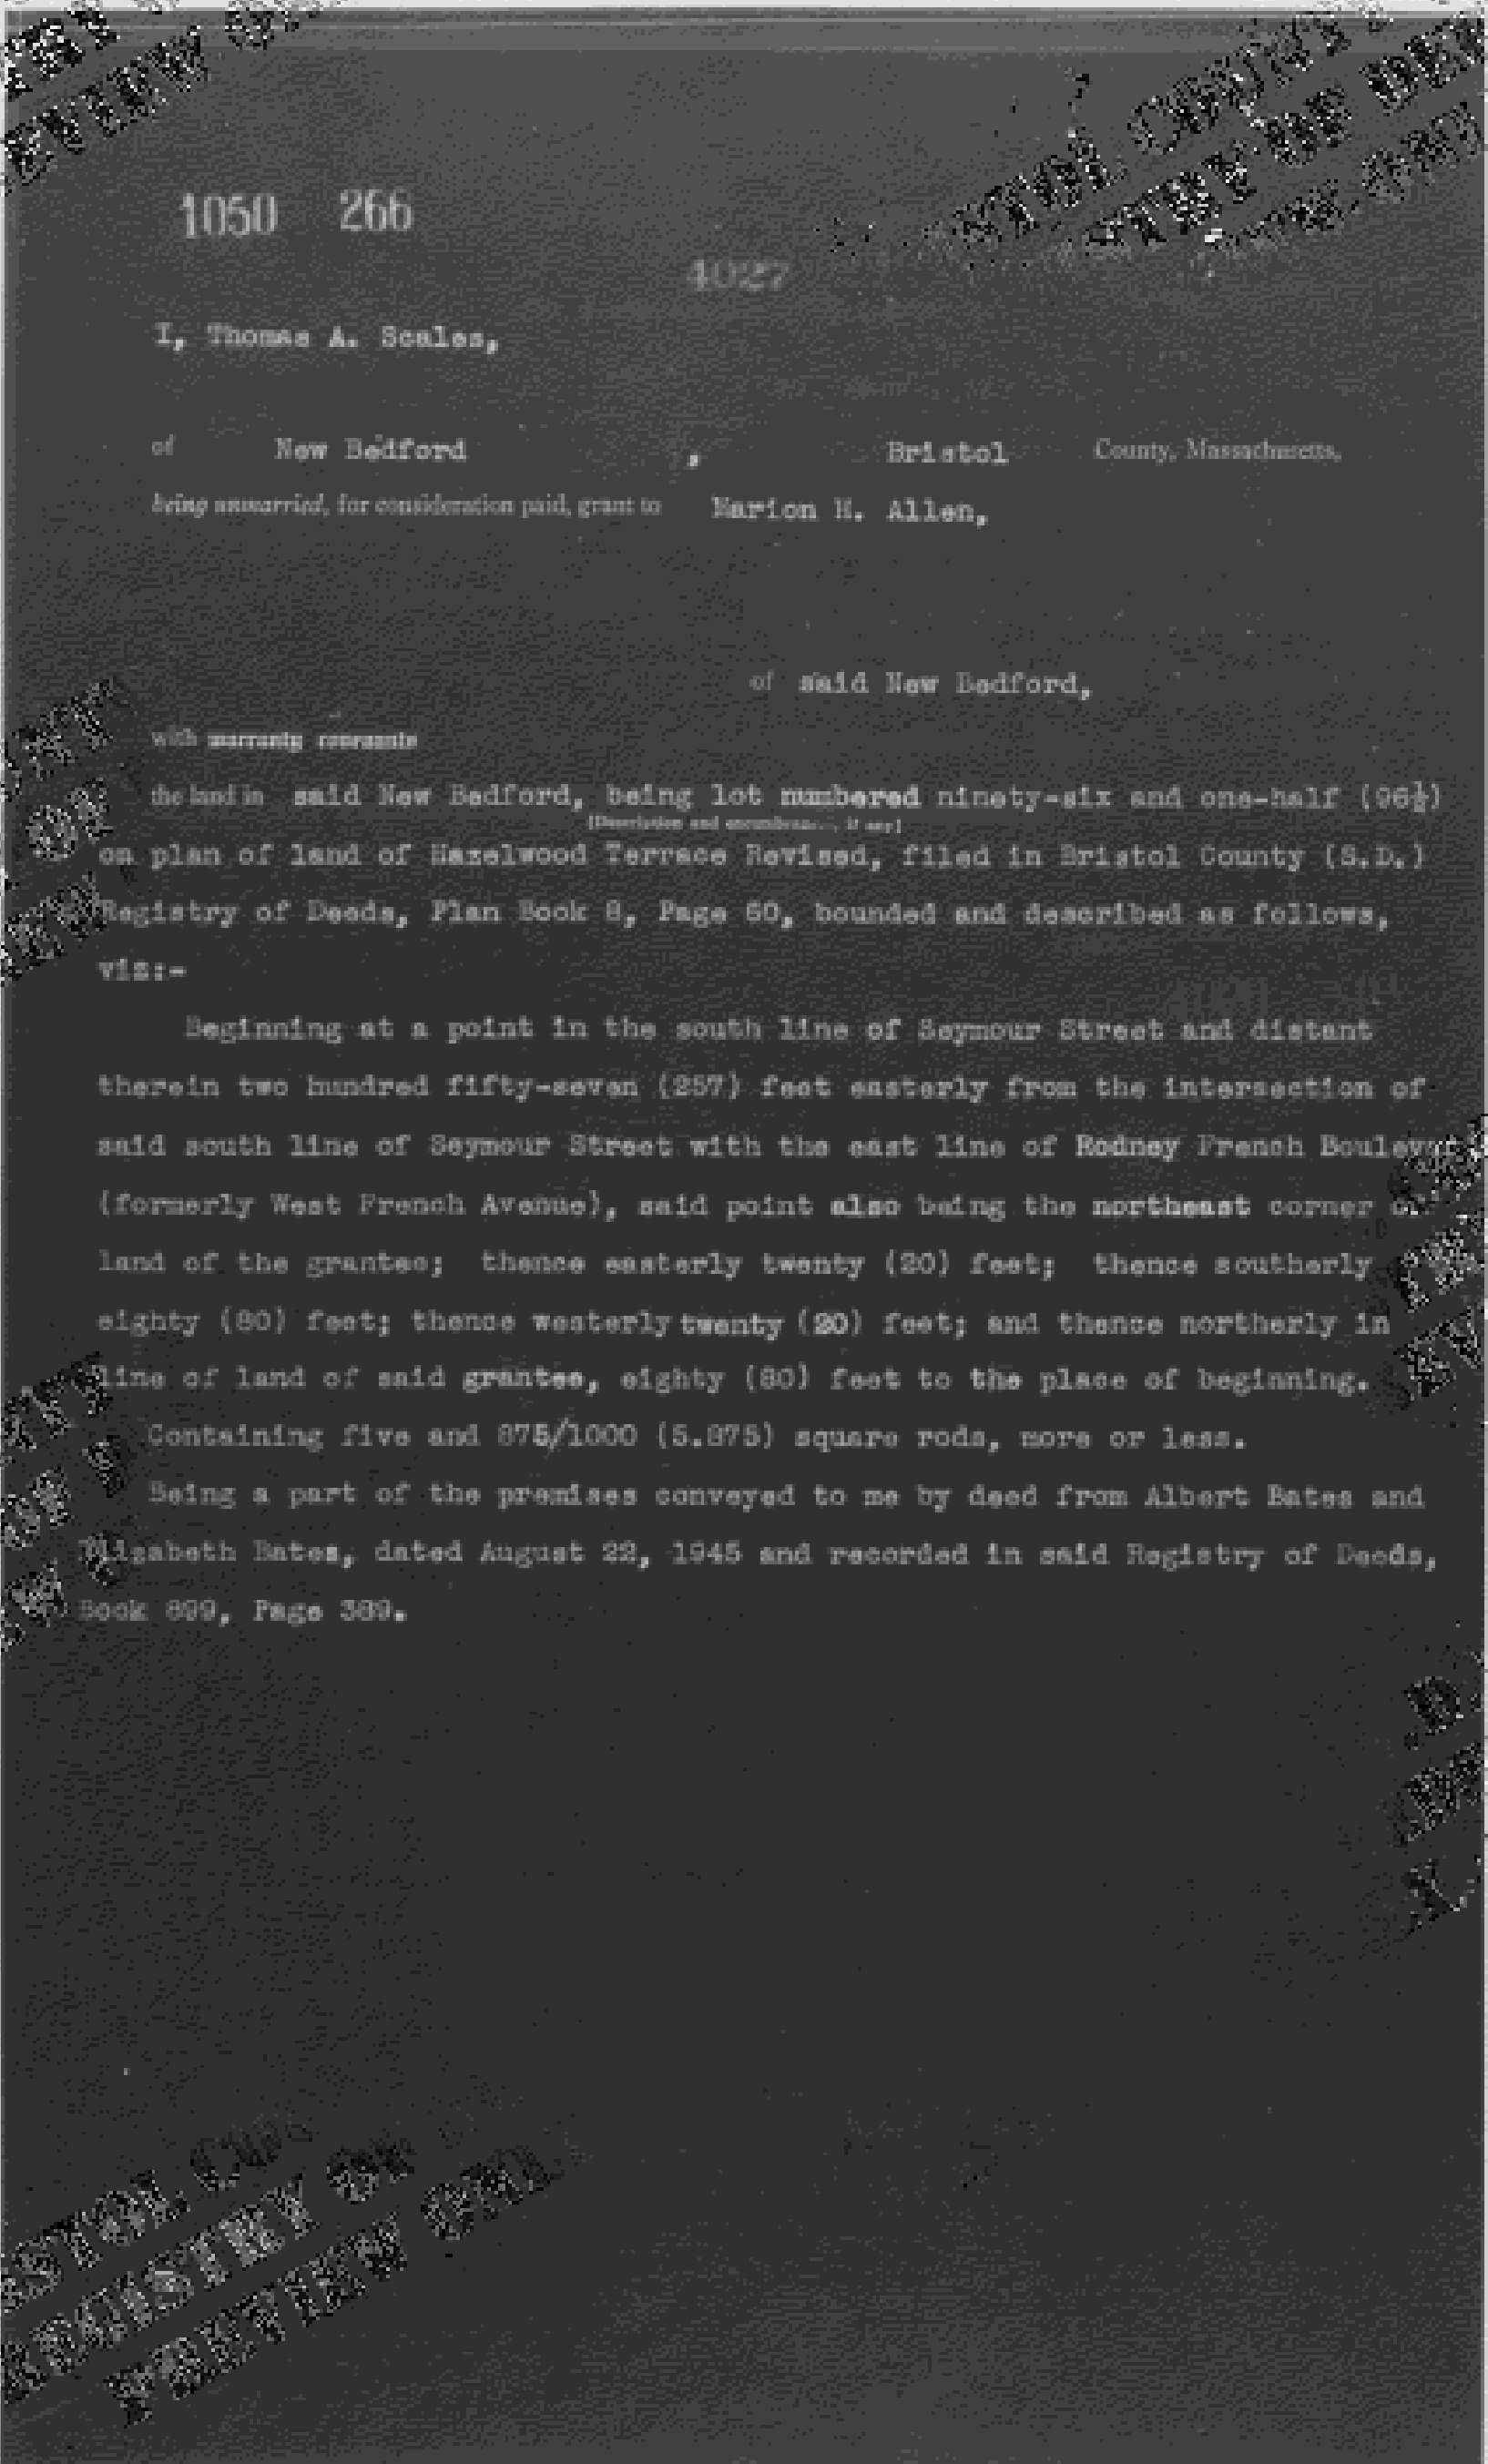 1050 266
4027
I, Thomas A. Scales,
of New Bedford , Bristol County, Massachusetts,
being unmarried, for consideration paid, grant to Marion H. Allen,
of said New Bedford,
with warranty covenants
the land in said New Bedford, being lot numbered ninety-six and one-half (96½)
[Description and encumbrances, if any]
on plan of land of Hazelwood Terrace Revised, filed in Bristol County (S.D.)
Registry of Deeds, Plan Book 8, Page 60, bounded and described as follows,
viz:-
Beginning at a point in the south line of Seymour Street and distant
therein two hundred fifty-seven (257) feet easterly from the intersection of
said south line of Seymour Street with the east line of Rodney French
(formerly West French Avenue), said point also being the northeast corner
land of the grantee; thence easterly twenty (20) feet; thence southerly
eighty (80) feet; thence westerly twenty (20) feet; and thence northerly in
line of land of said grantee, eighty (80) feet to the place of beginning.
Containing five and 875/1000 (5.875) square rods, more or less.
Being a part of the premises conveyed to me by deed from Albert Bates and
Elizabeth Bates, dated August 22, 1945 and recorded in said Registry of Deeds,
Book 899, Page 389.
REGISTRY OF
PREVIEW ONL